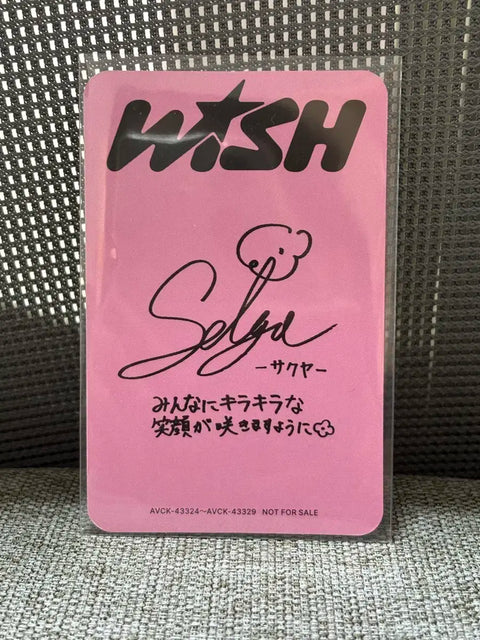 WISH
ーサクヤー
みんなにキラキラな
笑顔が咲きますように
AVCK-43324~AVCK-43329 NOT FOR SALE